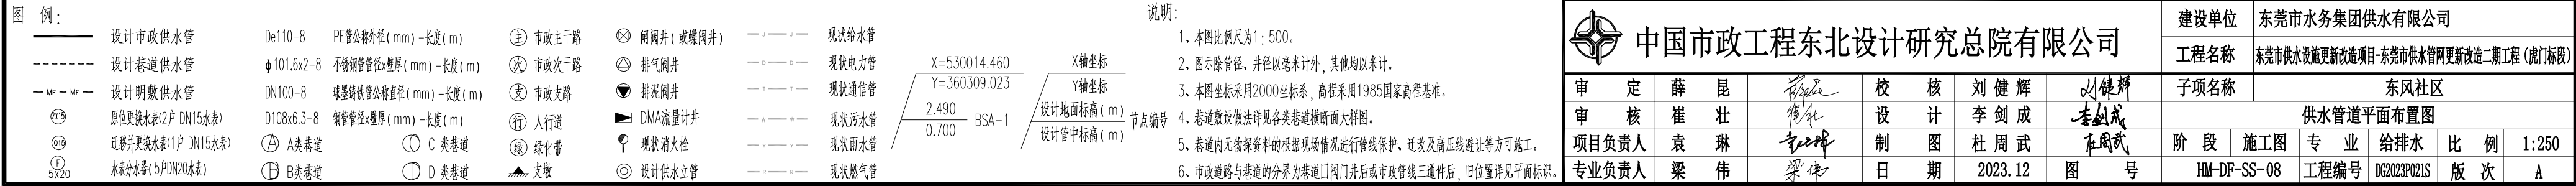 图 例：
设计市政供水管
设计巷道供水管
MF MF 设计明敷供水管
2X15 原位更换水表(2户 DN15水表)
Q15 迁移并更换水表(1户 DN15水表)
F 5X20 水表分水器(5户DN20水表)
De110-8 PE管公称外径(mm)-长度(m)
ϕ101.6x2-8 不锈钢管管径x壁厚(mm)-长度(m)
DN100-8 球墨铸铁管公称直径(mm)-长度(m)
D108x6.3-8 钢管管径x壁厚(mm)-长度(m)
A A类巷道
C C 类巷道
B B类巷道
D D 类巷道
主 市政主干路
次 市政次干路
支 市政支路
行 人行道
绿 绿化带
支墩
闸阀井(或蝶阀井)
排气阀井
排泥阀井
DMA流量计井
现状消火栓
设计供水立管
J J 现状给水管
D D 现状电力管
T T 现状通信管
W W 现状污水管
Y Y 现状雨水管
R R 现状燃气管
X=530014.460
Y=360309.023
2.490
0.700
BSA-1
X轴坐标
Y轴坐标
设计地面标高(m)
设计管中标高(m)
节点编号
说明:
1、本图比例尺为1：500。
2、图示除管径、井径以毫米计外，其他均以米计。
3、本图坐标采用2000坐标系，高程采用1985国家高程基准。
4、巷道敷设做法详见各类巷道横断面大样图。
5、巷道内无物探资料的根据现场情况进行管线保护、迁改及高压线避让等方可施工。
6、市政道路与巷道的分界为巷道口阀门井后或市政管线三通件后，旧位置详见平面标识。
中国市政工程东北设计研究总院有限公司
建设单位 东莞市水务集团供水有限公司
工程名称 东莞市供水设施更新改造项目-东莞市供水管网更新改造二期工程（虎门标段）
审 定 薛 昆 校 核 刘健辉 刘健辉 子项名称 东风社区
审 核 崔 壮 崔壮 设 计 李剑成 李剑成 供水管道平面布置图
项目负责人 袁 琳 制 图 杜周武 杜周武 阶 段 施工图 专 业 给排水 比 例 1:250
专业负责人 梁 伟 梁伟 日 期 2023.12 图 号 HM-DF-SS-08 工程编号 DG2023P021S 版 次 A